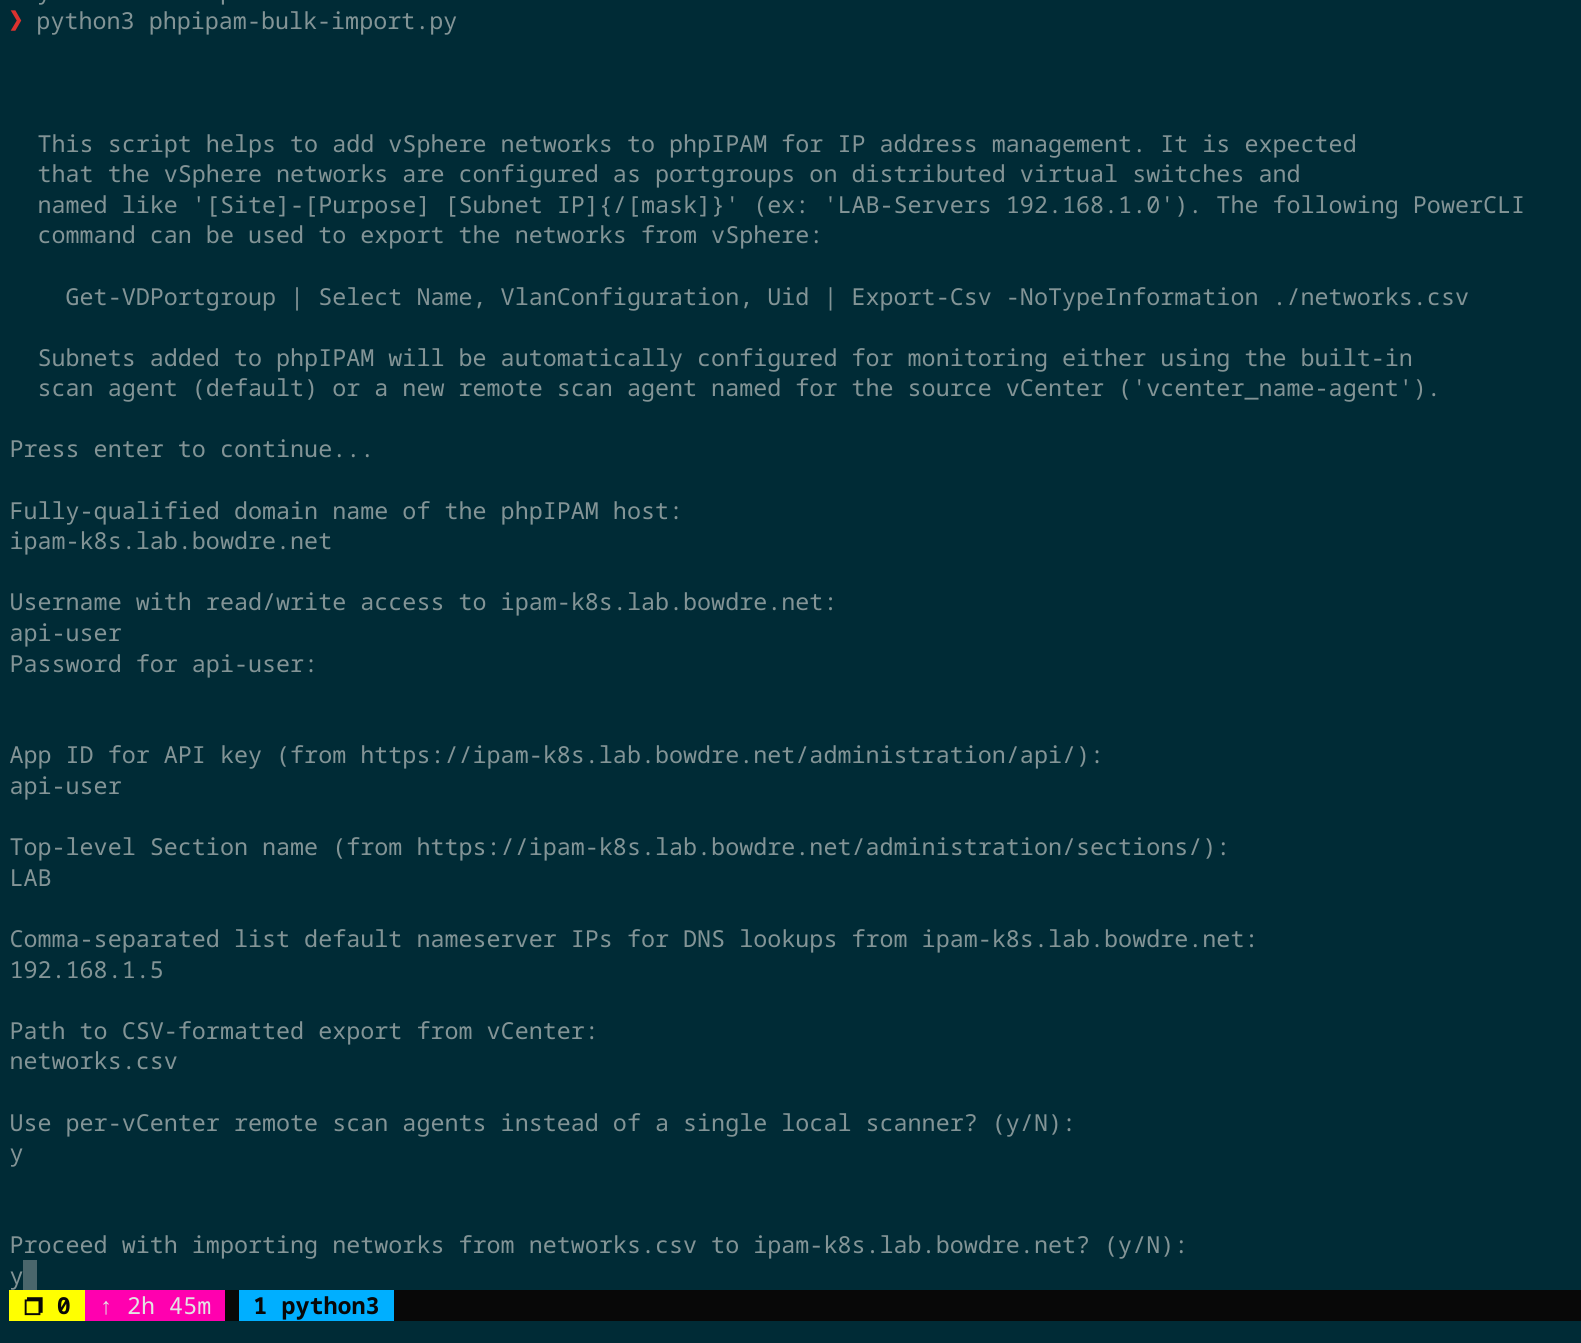 ❯ python3 phpipam-bulk-import.py
This script helps to add vSphere networks to phpIPAM for IP address management. It is expected
that the vSphere networks are configured as portgroups on distributed virtual switches and
named like '[Site]-[Purpose] [Subnet IP]{/[mask]}' (ex: 'LAB-Servers 192.168.1.0'). The following PowerCLI
command can be used to export the networks from vSphere:
Get-VDPortgroup | Select Name, VlanConfiguration, Uid | Export-Csv -NoTypeInformation ./networks.csv
Subnets added to phpIPAM will be automatically configured for monitoring either using the built-in
scan agent (default) or a new remote scan agent named for the source vCenter ('vcenter_name-agent').
Press enter to continue...
Fully-qualified domain name of the phpIPAM host:
ipam-k8s.lab.bowdre.net
Username with read/write access to ipam-k8s.lab.bowdre.net:
api-user
Password for api-user:
App ID for API key (from https://ipam-k8s.lab.bowdre.net/administration/api/):
api-user
Top-level Section name (from https://ipam-k8s.lab.bowdre.net/administration/sections/):
LAB
Comma-separated list default nameserver IPs for DNS lookups from ipam-k8s.lab.bowdre.net:
192.168.1.5
Path to CSV-formatted export from vCenter:
networks.csv
Use per-vCenter remote scan agents instead of a single local scanner? (y/N):
y
Proceed with importing networks from networks.csv to ipam-k8s.lab.bowdre.net? (y/N):
y
❐ 0 ↑ 2h 45m 1 python3